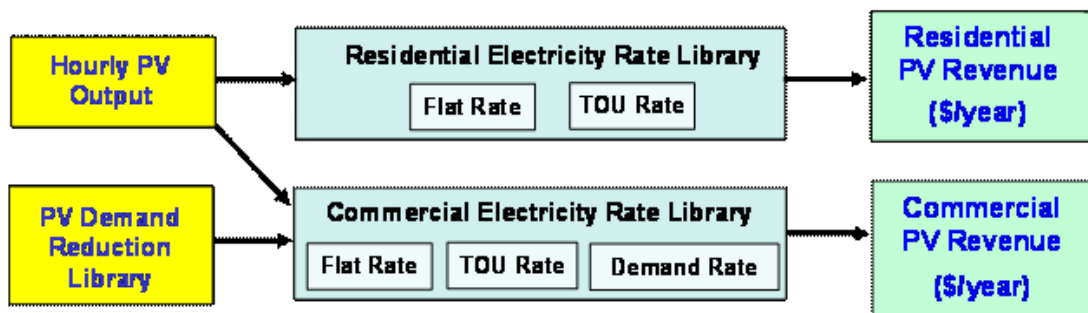 Hourly PV
Output
Residential Electricity Rate Library
Flat Rate
TOU Rate
Residential
PV Revenue
($/year)
PV Demand
Reduction
Library
Commercial Electricity Rate Library
Flat Rate
TOU Rate
Demand Rate
Commercial
PV Revenue
($/year)